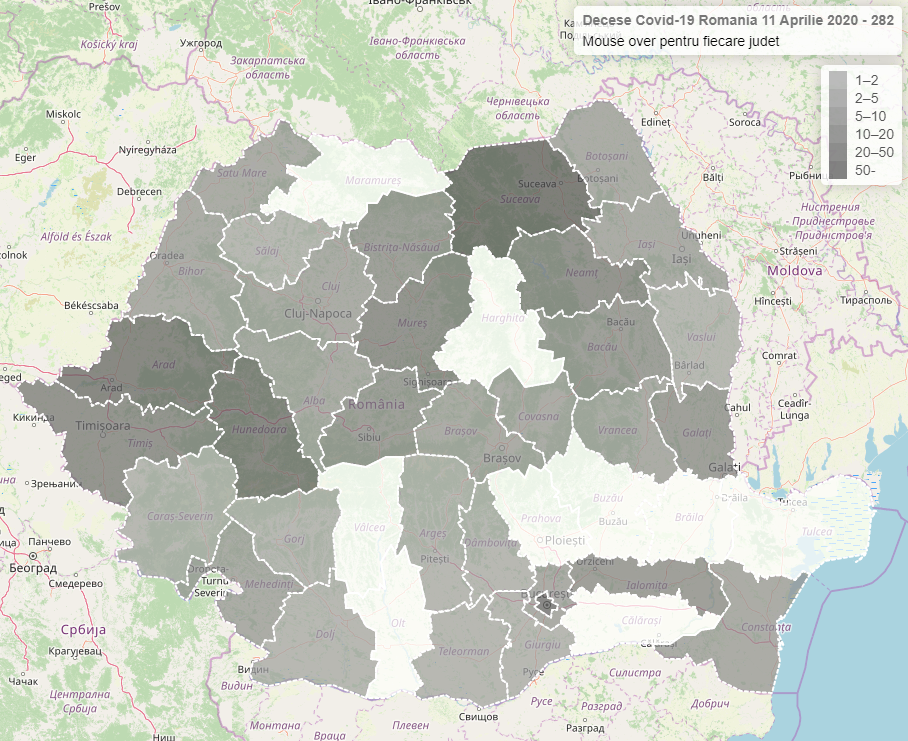 Decese Covid-19 Romania 11 Aprilie 2020 - 282
Mouse over pentru fiecare judet
1–2
2–5
5–10
10–20
20–50
50-
Prešov
Košický kraj
Ужгород
Закарпатська
область
Івано-Франківськ
Івано-Франківська
область
область
Чернівецька
область
Miskolc
Eger
Nyíregyháza
Debrecen
Alföld és Észak
Békéscsaba
Edineț
Soroca
Bălți
Рыбни
Нистрения
- Приднестровье
Придністров'я
Strășeni
Moldova
Hîncești
Тирасполь
Comrat
Ceadîr-
Lunga
Cahul
Ungheni
Satu Mare
Maramureș
Suceava
Suceava
Botoșani
Botoșani
Iași
Iași
Oradea
Bihor
Sălaj
Cluj
Cluj-Napoca
Bistrița-Năsăud
Mureș
Harghita
Neamț
Bacău
Bacău
Vaslui
Bârlad
Arad
Arad
Alba
România
Sibiu
Brașov
Brașov
Covasna
Vrancea
Galați
Galați
Кикинда
Timișoara
Timiș
Hunedoara
Зрењанин
Caraș-Severin
Gorj
Vâlcea
Argeș
Pitești
Dâmbovița
Prahova
Ploiești
Buzău
Buzău
Brăila
Brăila
Tulcea
Tulcea
Панчево
Београд
Смедерево
Drobeta-
Turnu
Severin
Mehedinți
Dolj
Olt
Teleorman
București
Giurgiu
Urziceni
Ialomița
Călărași
Constanța
Србија
Крагујевац
Чачак
Централна
Србија
Ниш
Видин
Видин
Монтана
Враца
Плевен
Свищов
Русе
Русе
Разград
Разград
Силистра
Добрич